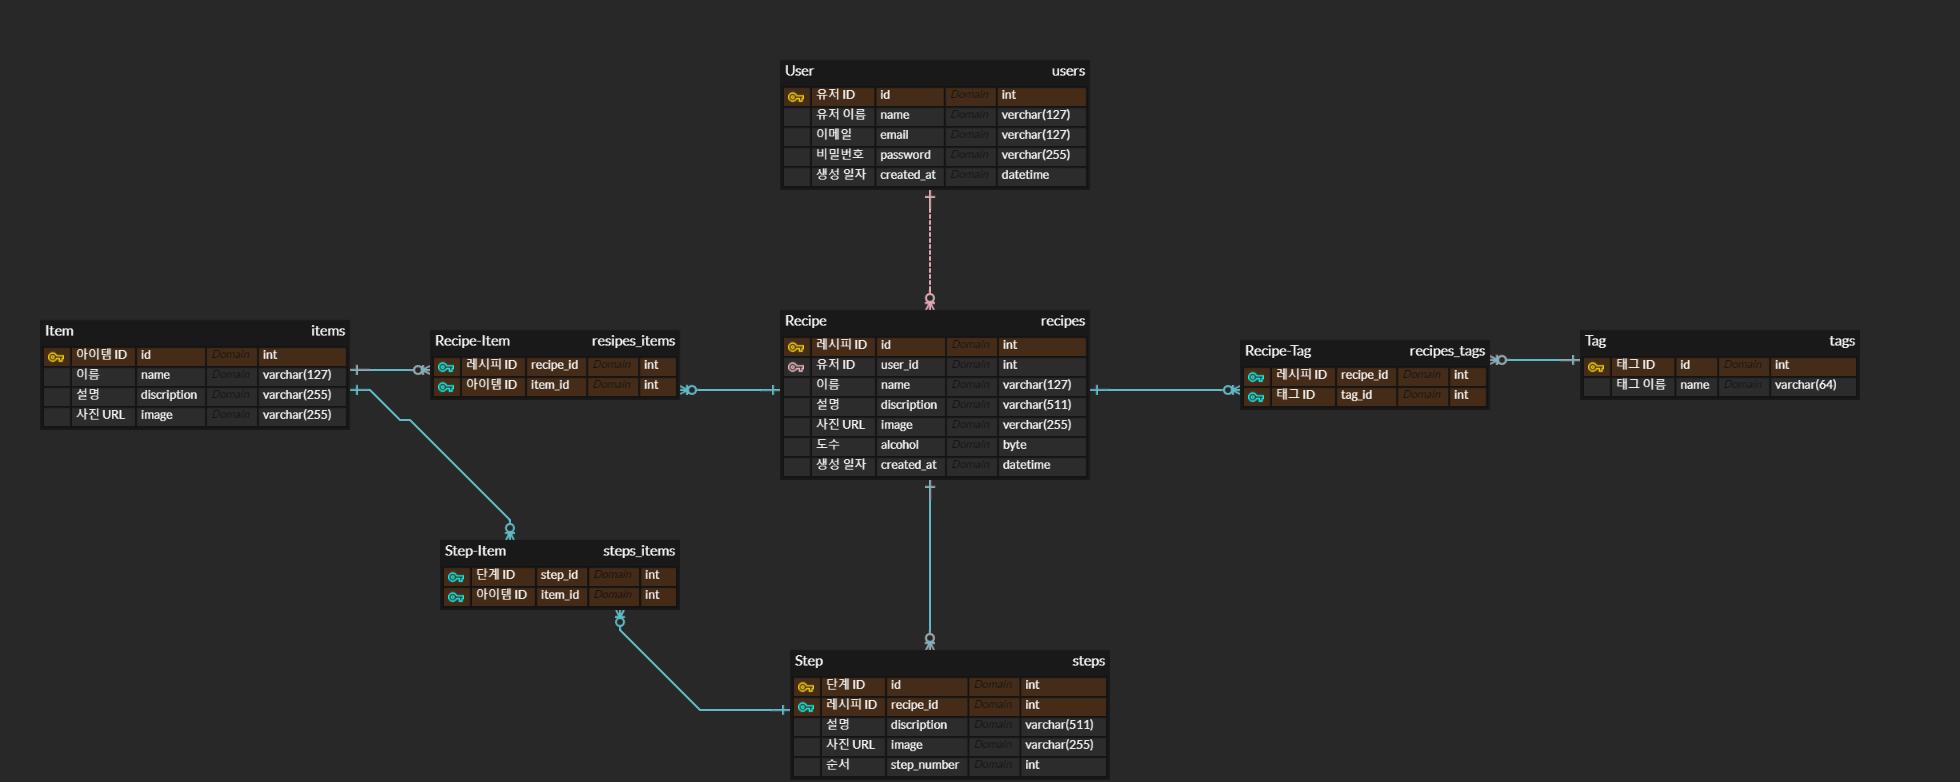 User users
유저 ID id Domain int
유저 이름 name Domain verchar(127)
이메일 email Domain verchar(127)
비밀번호 password Domain verchar(255)
생성 일자 created_at Domain datetime
Item items
아이템 ID id Domain int
이름 name Domain varchar(127)
설명 discription Domain varchar(255)
사진 URL image Domain varchar(255)
Recipe-Item resipes_items
레시피 ID recipe_id Domain int
아이템 ID item_id Domain int
Recipe recipes
레시피 ID id Domain int
유저 ID user_id Domain int
이름 name Domain varchar(127)
설명 discription Domain varchar(511)
사진 URL image Domain verchar(255)
도수 alcohol Domain byte
생성 일자 created_at Domain datetime
Recipe-Tag recipes_tags
레시피 ID recipe_id Domain int
태그 ID tag_id Domain int
Tag tags
태그 ID id Domain int
태그 이름 name Domain varchar(64)
Step-Item steps_items
단계 ID step_id Domain int
아이템 ID item_id Domain int
Step steps
단계 ID id Domain int
레시피 ID recipe_id Domain int
설명 discription Domain varchar(511)
사진 URL image Domain varchar(255)
순서 step_number Domain int